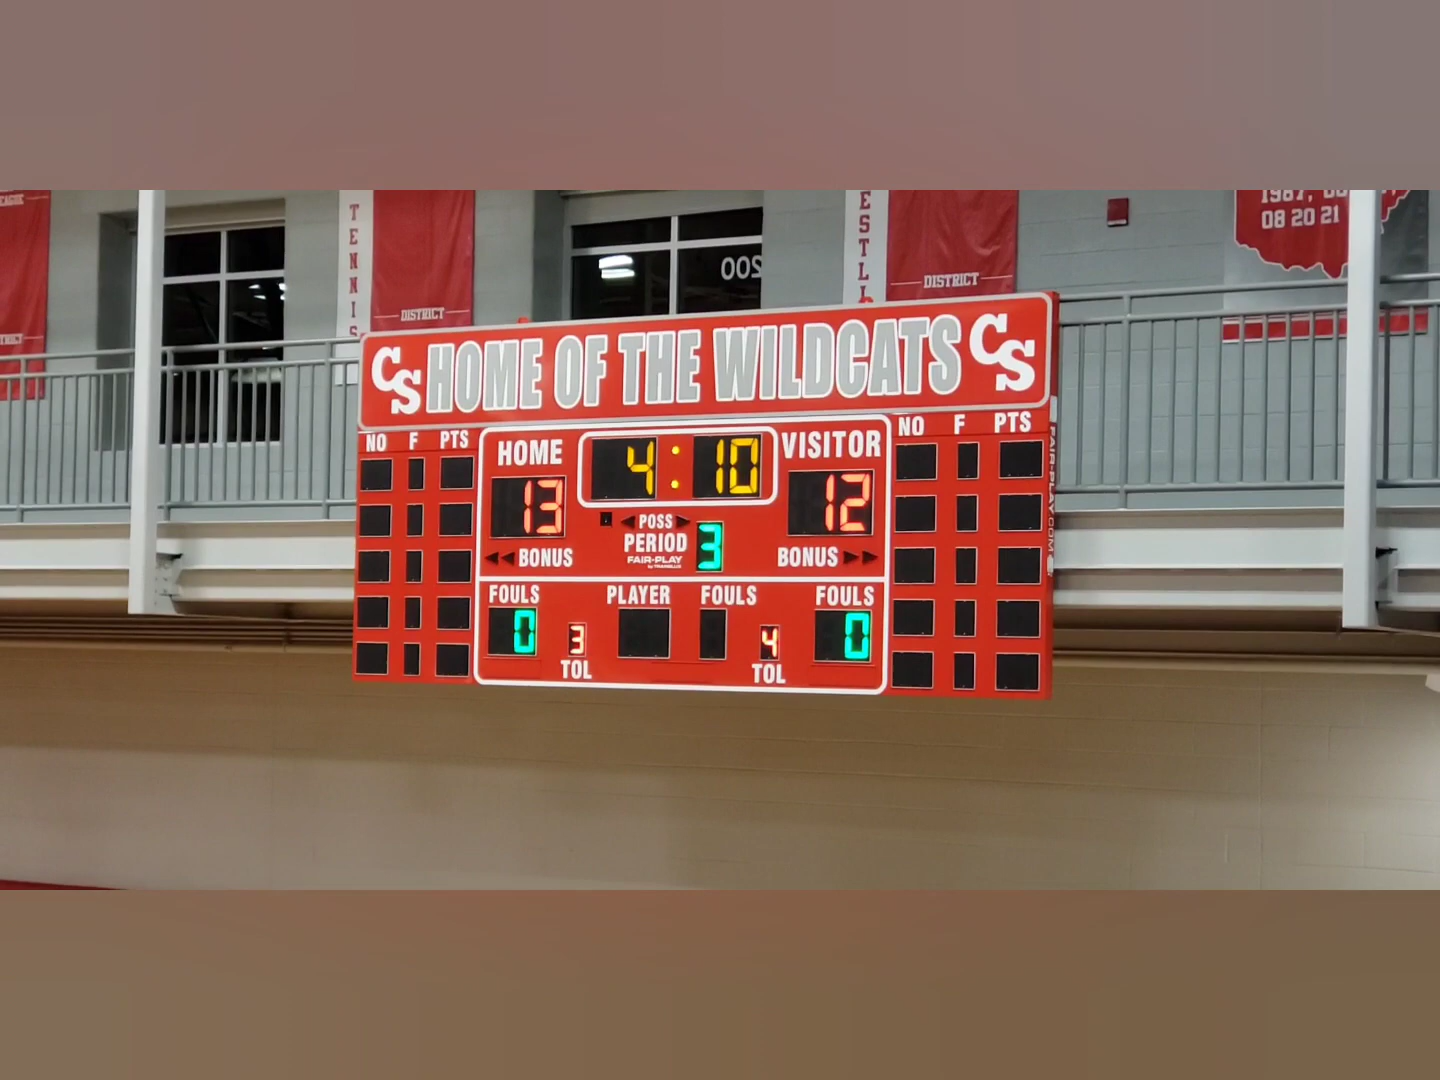 TENNIS
DISTRICT
200
ESTL
DISTRICT
1987, 
08 20 21
CS HOME OF THE WILDCATS CS
NO F PTS
HOME 4:10 VISITOR
NO F PTS
13 12
POSS
PERIOD 3
FAIR-PLAY
BONUS BONUS
FOULS PLAYER FOULS FOULS
0 3 4 0
TOL TOL
FAIR-PLAY.COM